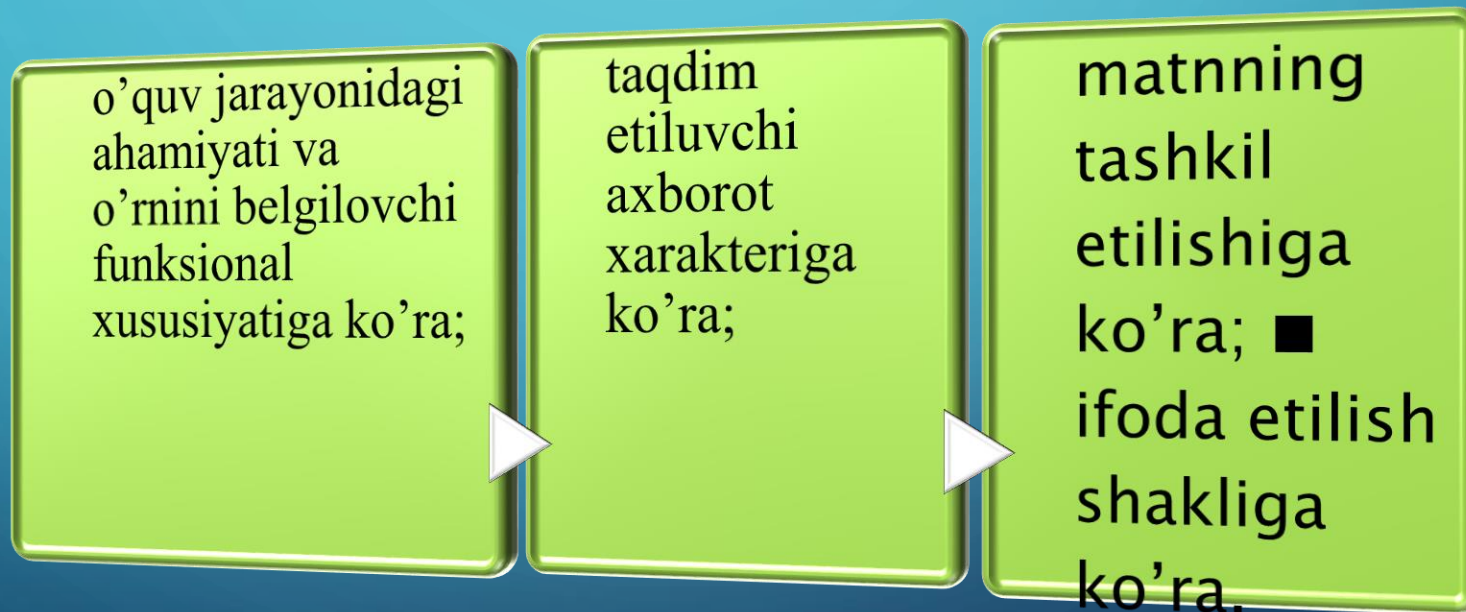 o’quv jarayonidagi
ahamiyati va
o’rnini belgilovchi
funksional
xususiyatiga ko’ra;
taqdim
etiluvchi
axborot
xarakteriga
ko’ra;
matnning
tashkil
etilishiga
ko’ra; ■
ifoda etilish
shakliga
ko’ra.